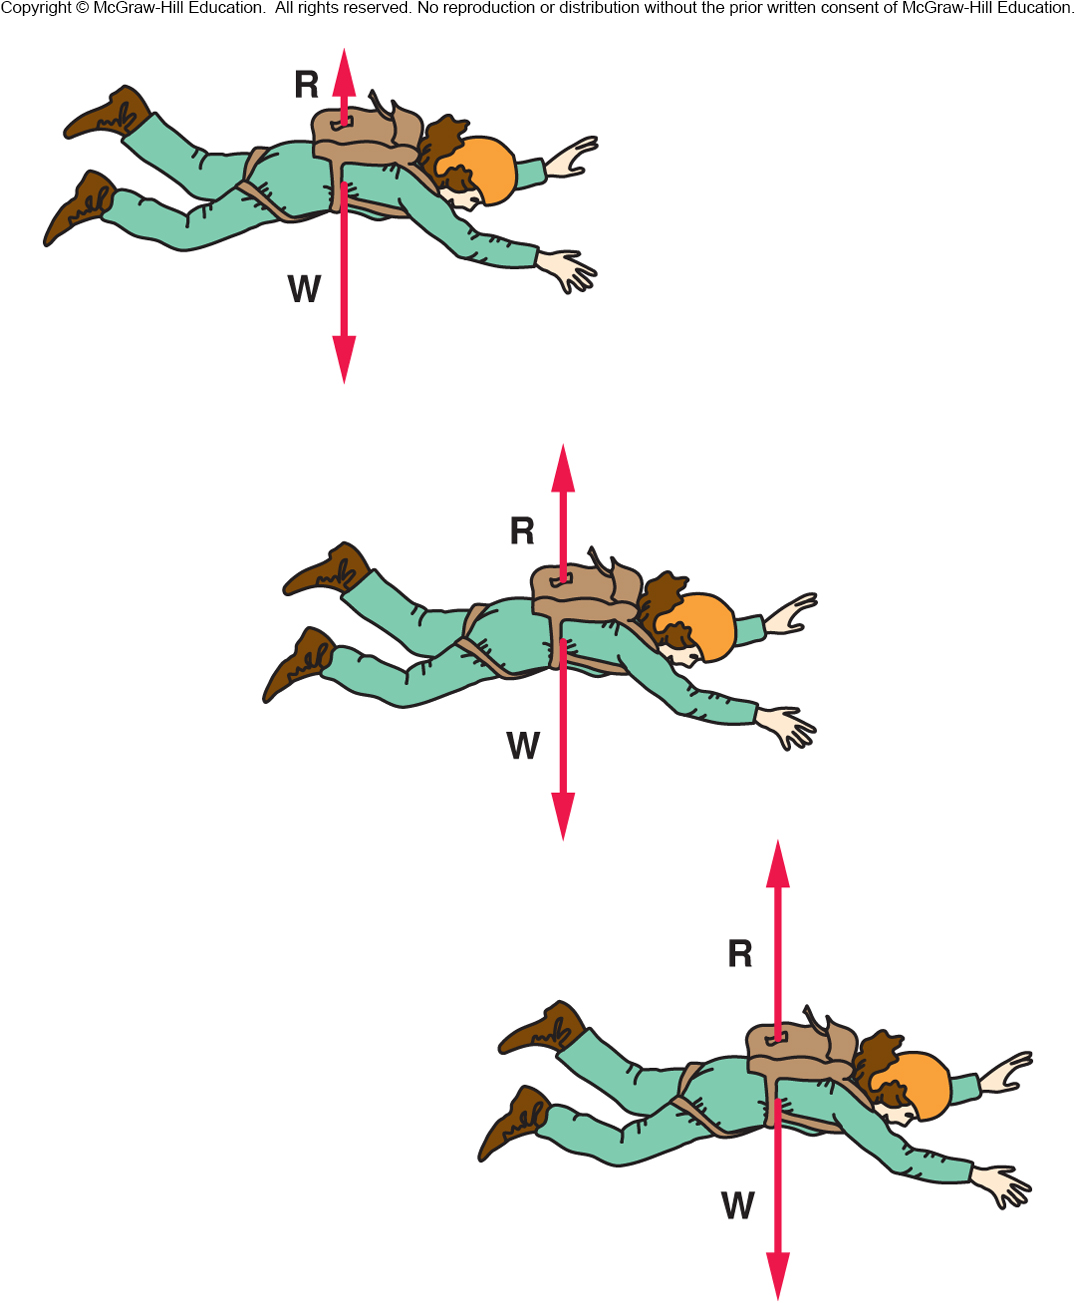 Copyright © McGraw-Hill Education.  All rights reserved. No reproduction or distribution without the prior written consent of McGraw-Hill Education.
R
W
R
W
R
W